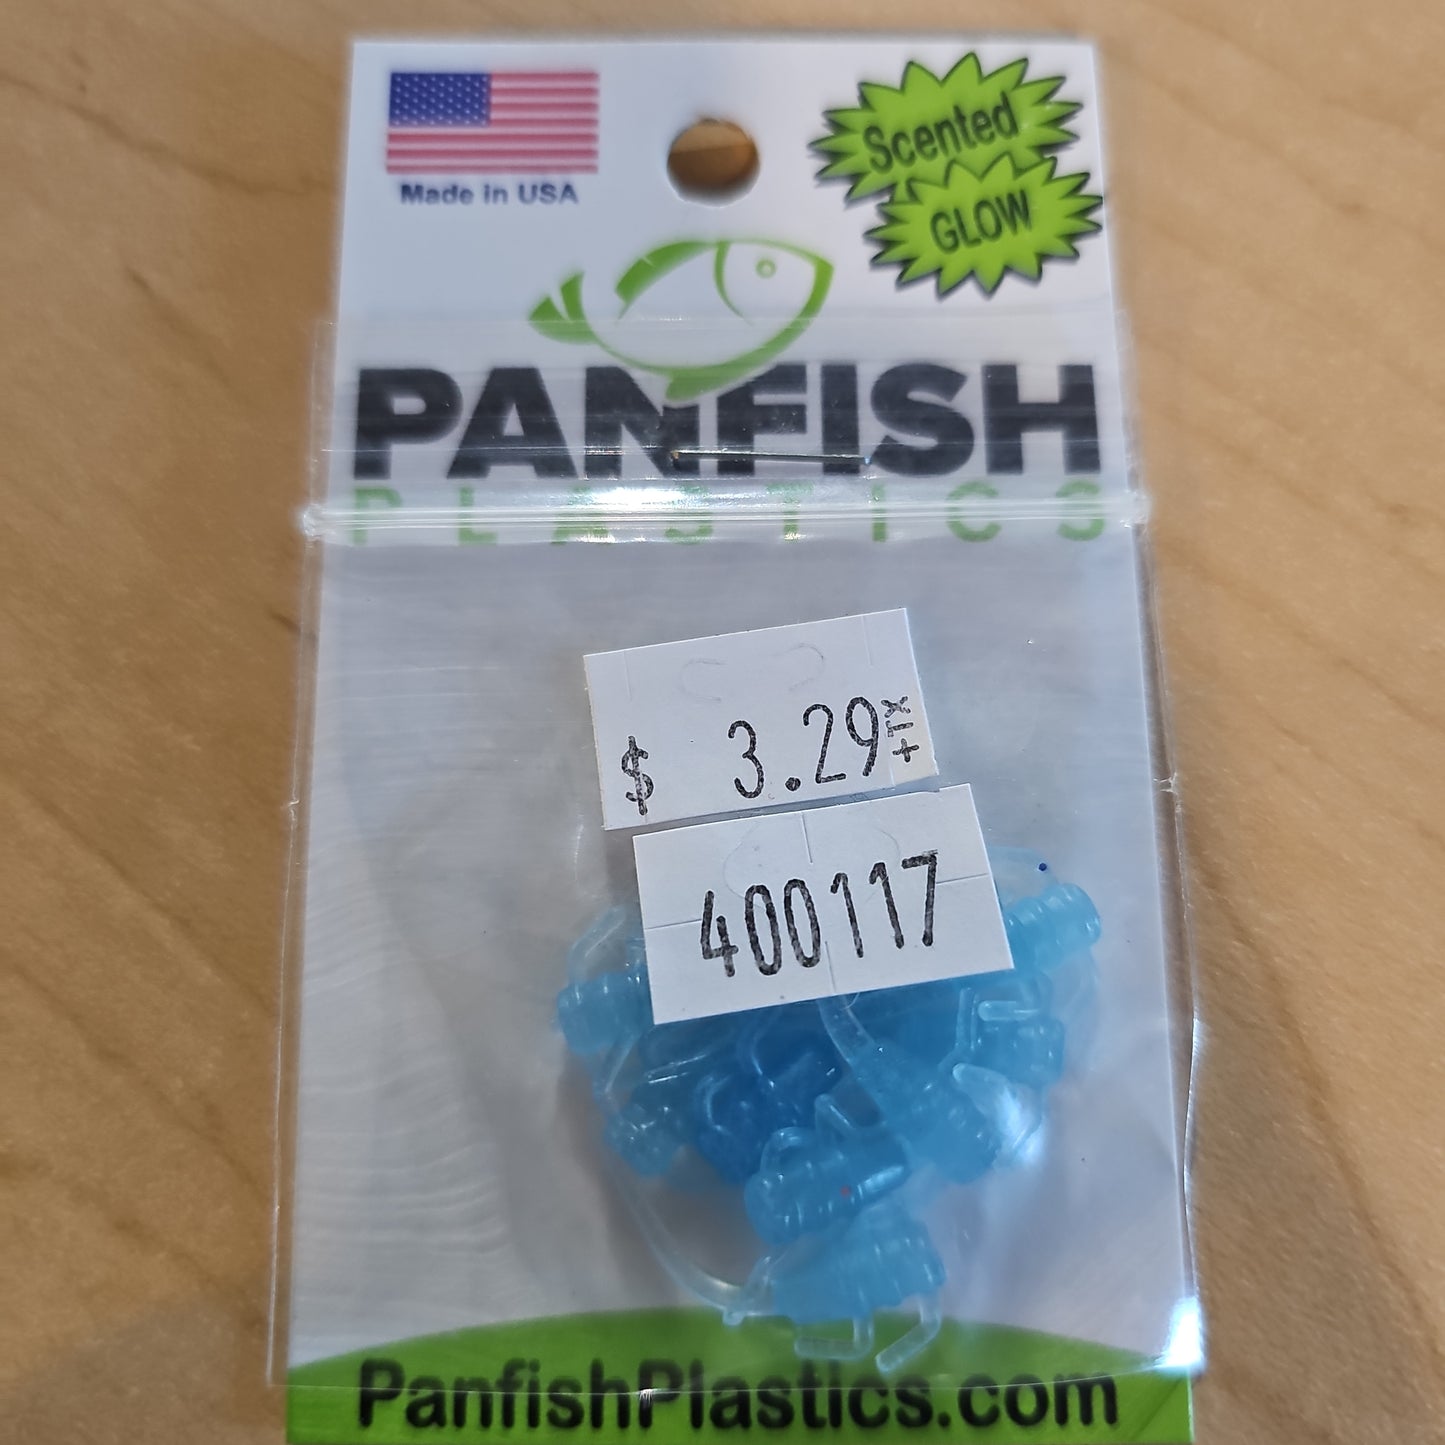 Made in USA
Scented
GLOW
PANFISH
PLASTICS
$ 3.29 +TX
400117
PanfishPlastics.com